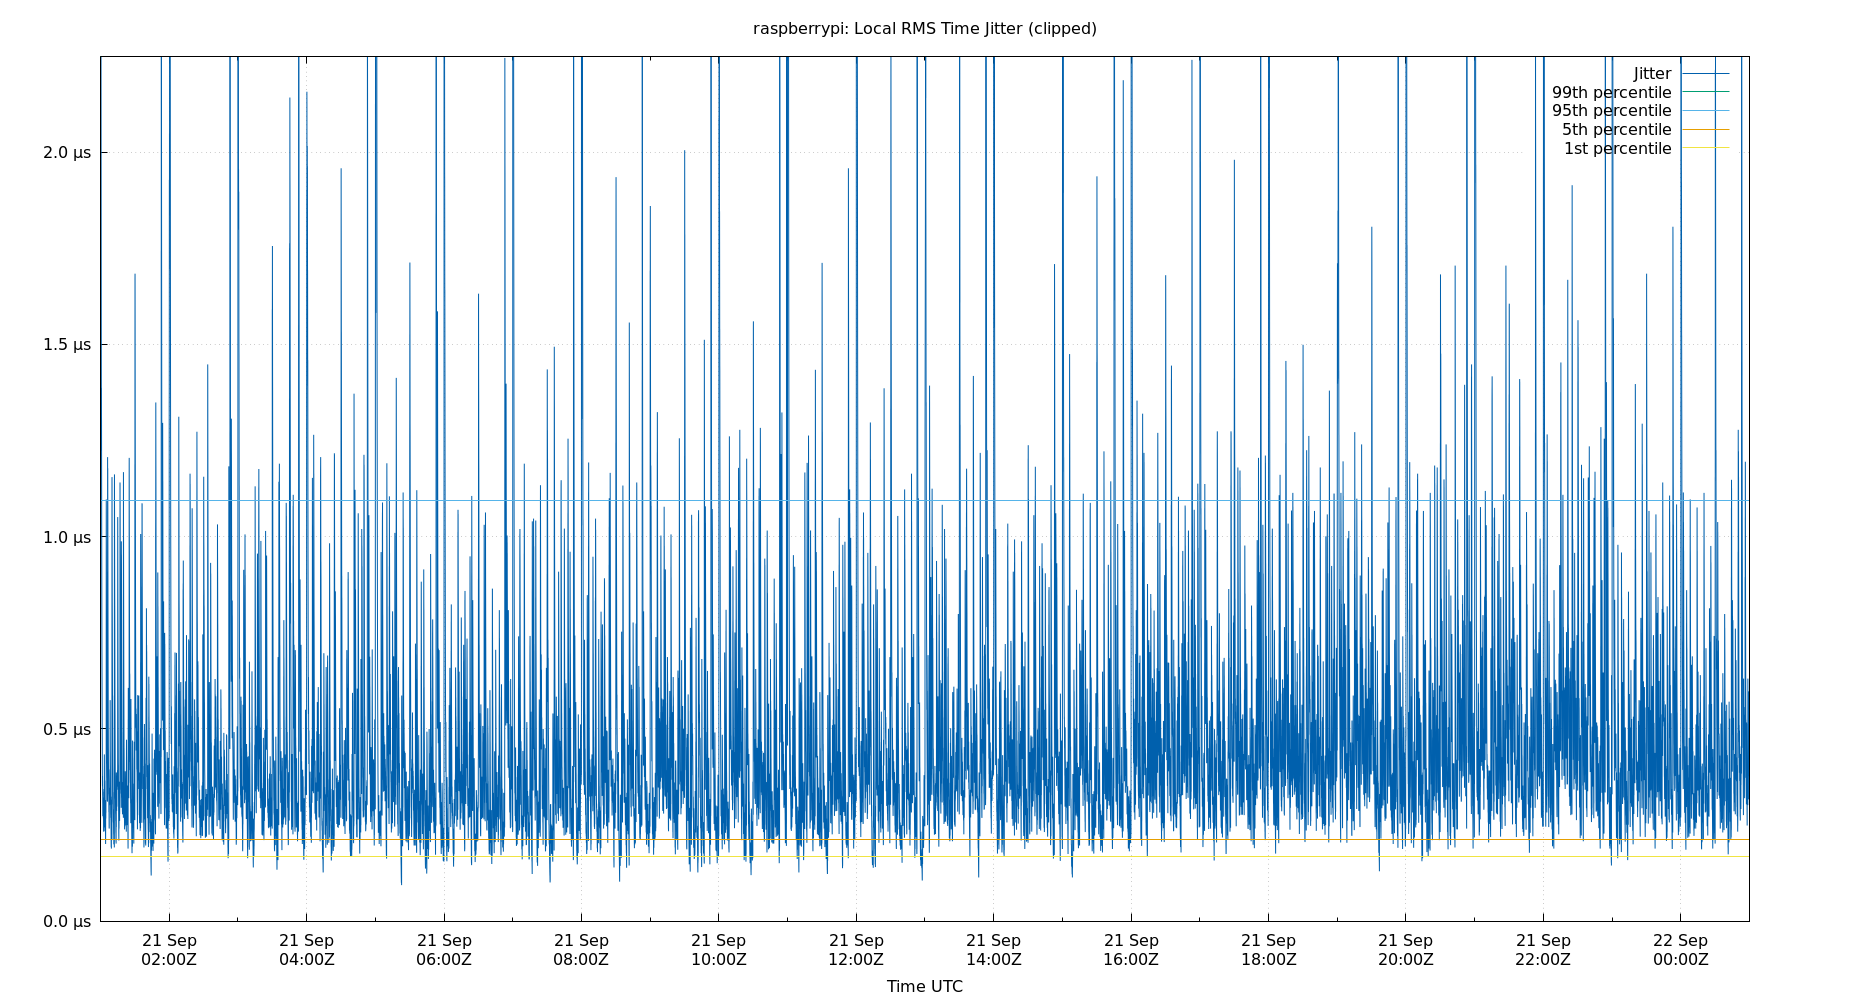 raspberrypi: Local RMS Time Jitter (clipped)
Jitter
99th percentile
95th percentile
5th percentile
1st percentile
2.0 µs
1.5 µs
1.0 µs
0.5 µs
0.0 µs
21 Sep 21 Sep 21 Sep 21 Sep 21 Sep 21 Sep 21 Sep 21 Sep 21 Sep 21 Sep 21 Sep 22 Sep
02:00Z 04:00Z 06:00Z 08:00Z 10:00Z 12:00Z 14:00Z 16:00Z 18:00Z 20:00Z 22:00Z 00:00Z
Time UTC